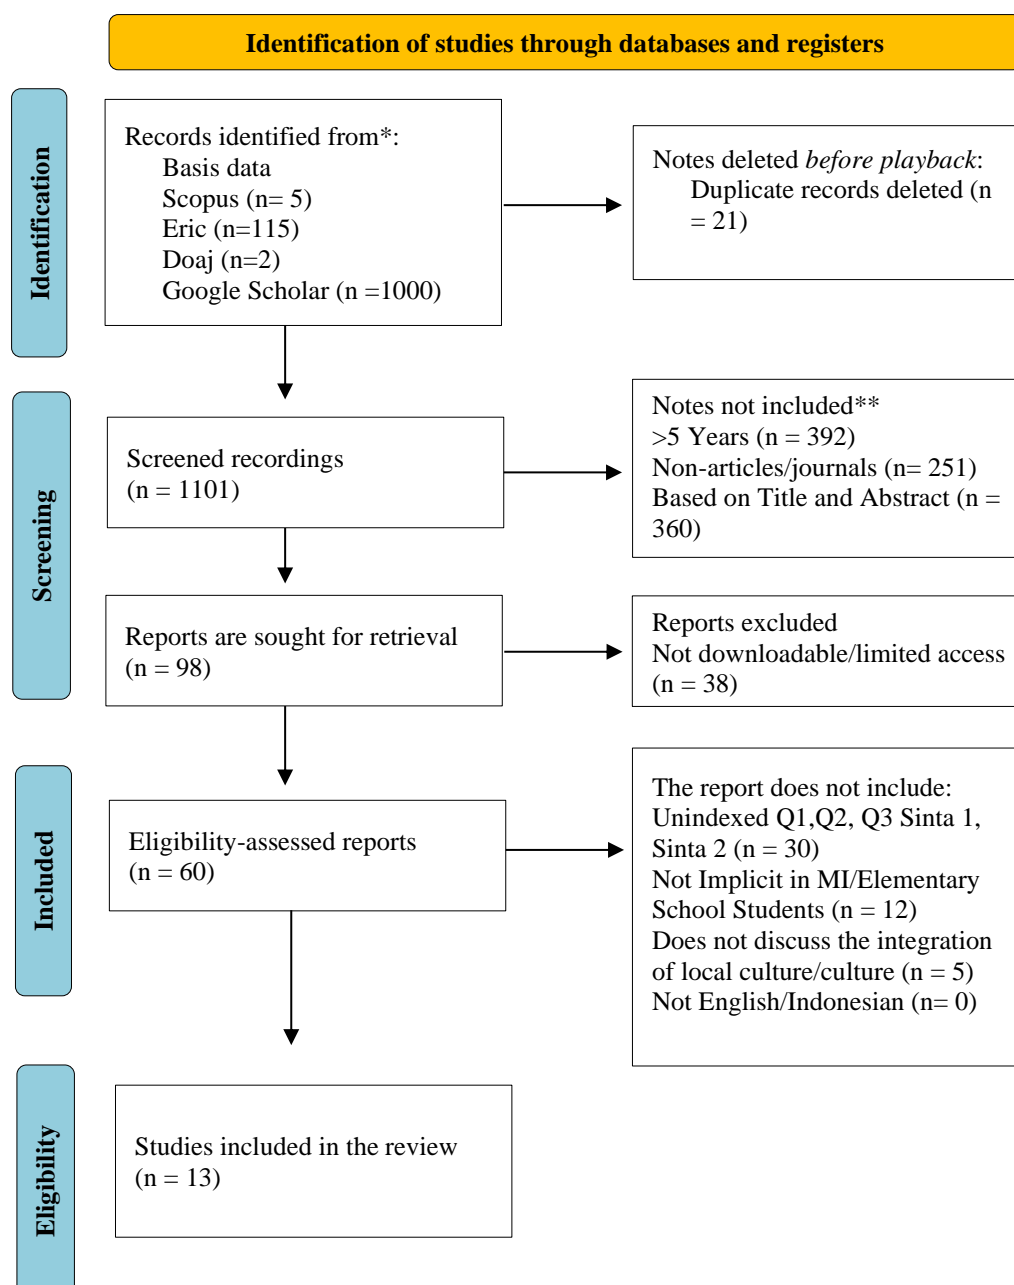 Identification of studies through databases and registers
Identification
Records identified from*:
Basis data
Scopus (n= 5)
Eric (n=115)
Doaj (n=2)
Google Scholar (n =1000)
Notes deleted before playback:
Duplicate records deleted (n
= 21)
Screening
Screened recordings
(n = 1101)
Notes not included**
>5 Years (n = 392)
Non-articles/journals (n= 251)
Based on Title and Abstract (n =
360)
Reports are sought for retrieval
(n = 98)
Reports excluded
Not downloadable/limited access
(n = 38)
Included
Eligibility-assessed reports
(n = 60)
The report does not include:
Unindexed Q1,Q2, Q3 Sinta 1,
Sinta 2 (n = 30)
Not Implicit in MI/Elementary
School Students (n = 12)
Does not discuss the integration
of local culture/culture (n = 5)
Not English/Indonesian (n= 0)
Eligibility
Studies included in the review
(n = 13)